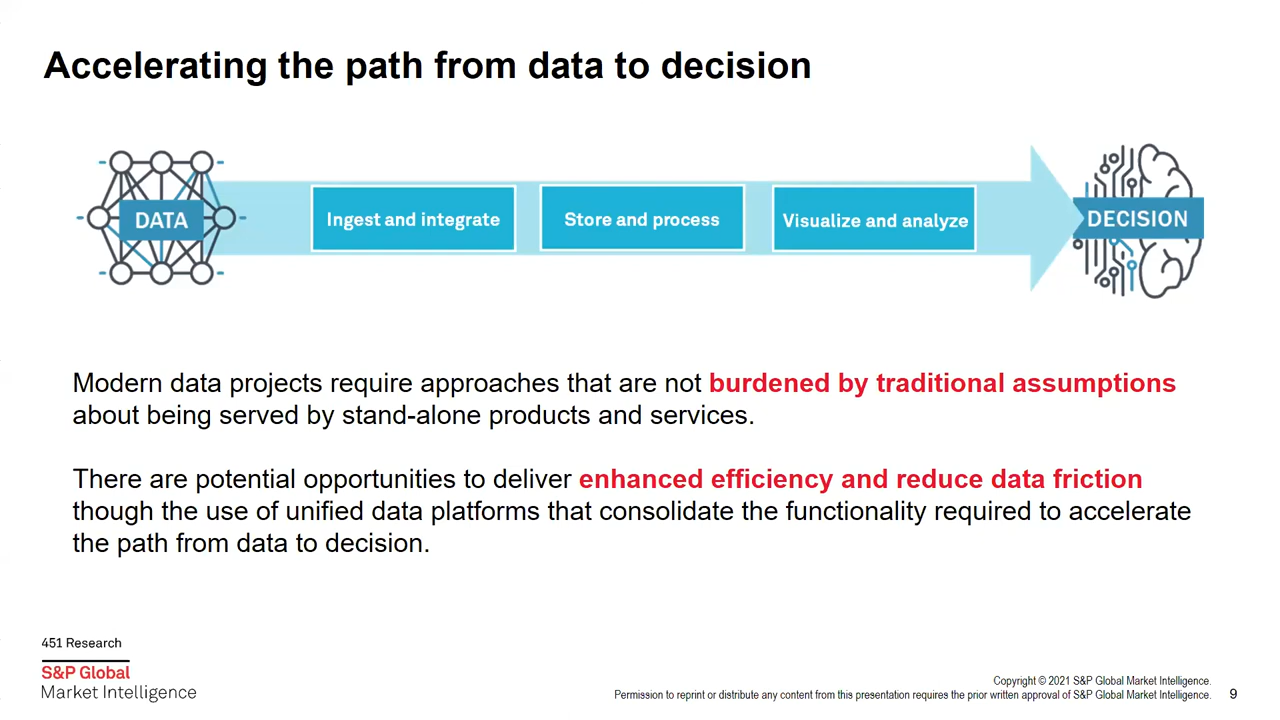 Accelerating the path from data to decision
DATA
Ingest and integrate
Store and process
Visualize and analyze
DECISION
Modern data projects require approaches that are not burdened by traditional assumptions
about being served by stand-alone products and services.
There are potential opportunities to deliver enhanced efficiency and reduce data friction
though the use of unified data platforms that consolidate the functionality required to accelerate
the path from data to decision.
451 Research
S&P Global
Market Intelligence
Copyright © 2021 S&P Global Market Intelligence.
Permission to reprint or distribute any content from this presentation requires the prior written approval of S&P Global Market Intelligence.
9